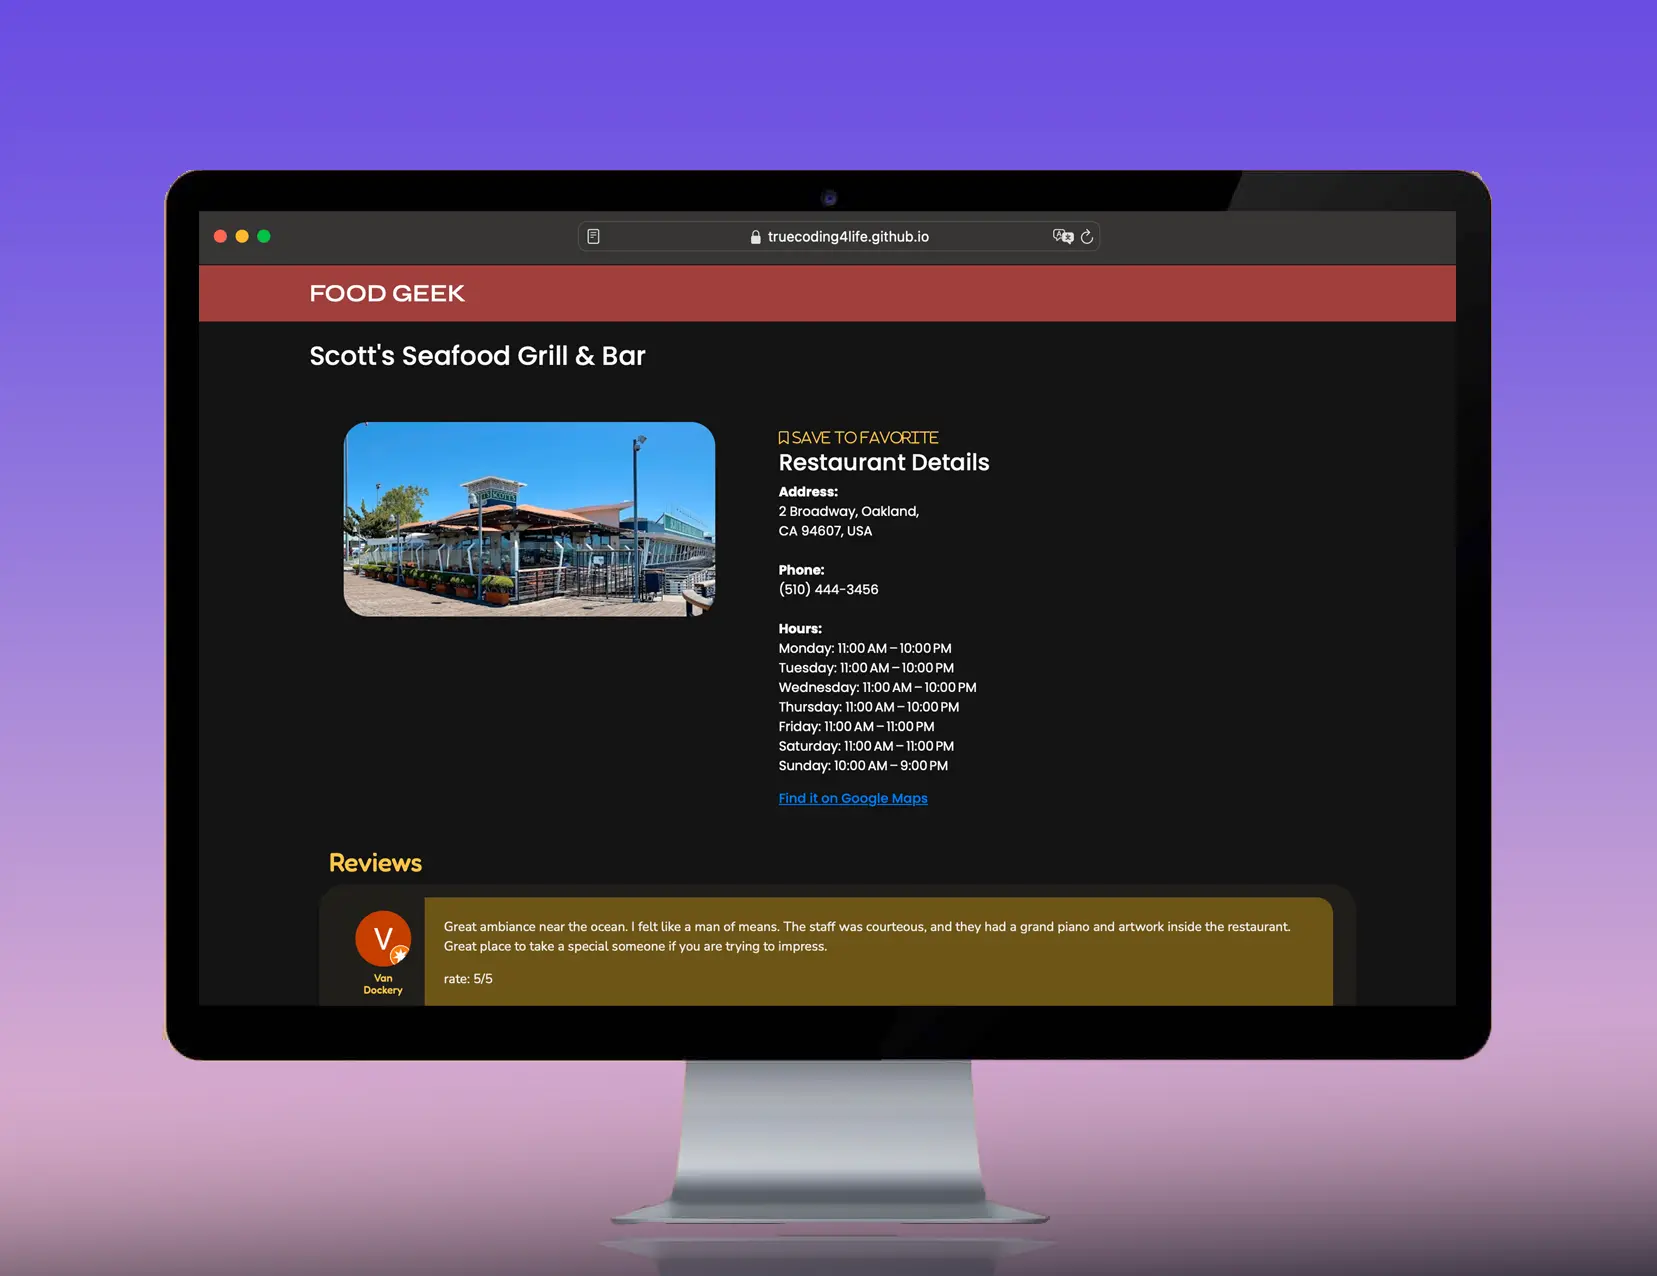 truecoding4life.github.io
FOOD GEEK
Scott's Seafood Grill & Bar
SCOTT'S
SAVE TO FAVORITE
Restaurant Details
Address:
2 Broadway, Oakland,
CA 94607, USA
Phone:
(510) 444-3456
Hours:
Monday: 11:00 AM – 10:00 PM
Tuesday: 11:00 AM – 10:00 PM
Wednesday: 11:00 AM – 10:00 PM
Thursday: 11:00 AM – 10:00 PM
Friday: 11:00 AM – 11:00 PM
Saturday: 11:00 AM – 11:00 PM
Sunday: 10:00 AM – 9:00 PM
Find it on Google Maps
Reviews
V
Van
Dockery
Great ambiance near the ocean. I felt like a man of means. The staff was courteous, and they had a grand piano and artwork inside the restaurant.
Great place to take a special someone if you are trying to impress.
rate: 5/5